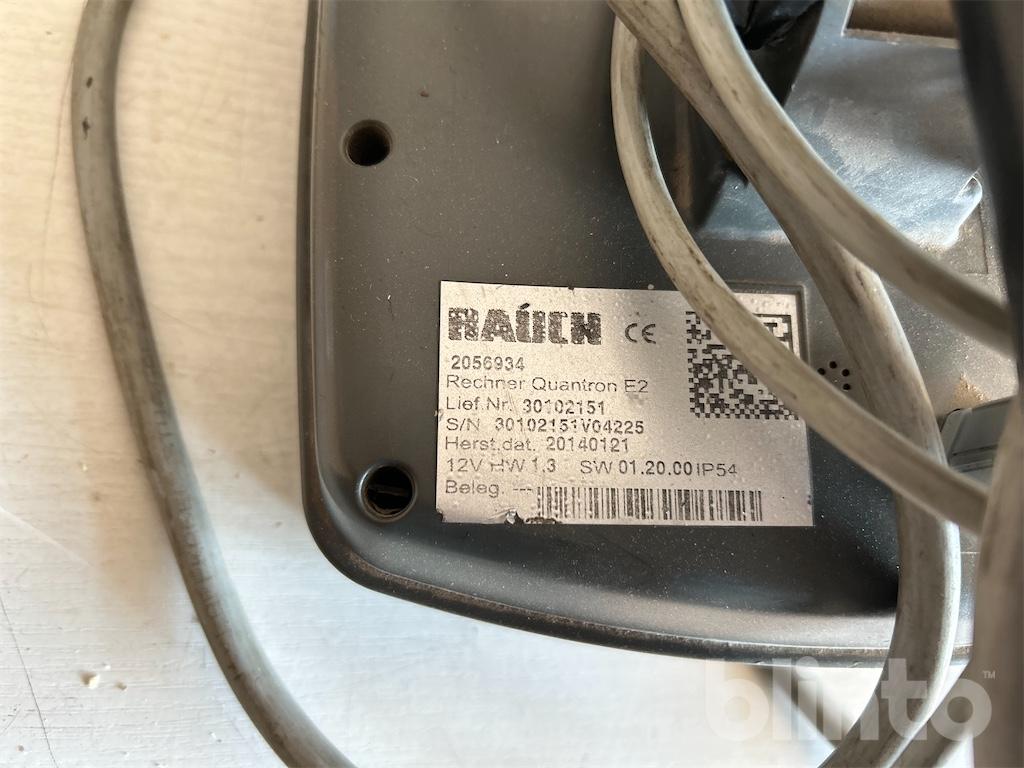 RAUCH CE
2056934
Rechner Quantron E2
Lief.Nr. 30102151
S/N 30102151V04225
Herst.dat. 20140121
12V HW 1.3 SW 01.20.00 IP54
Beleg. ---
blinto™